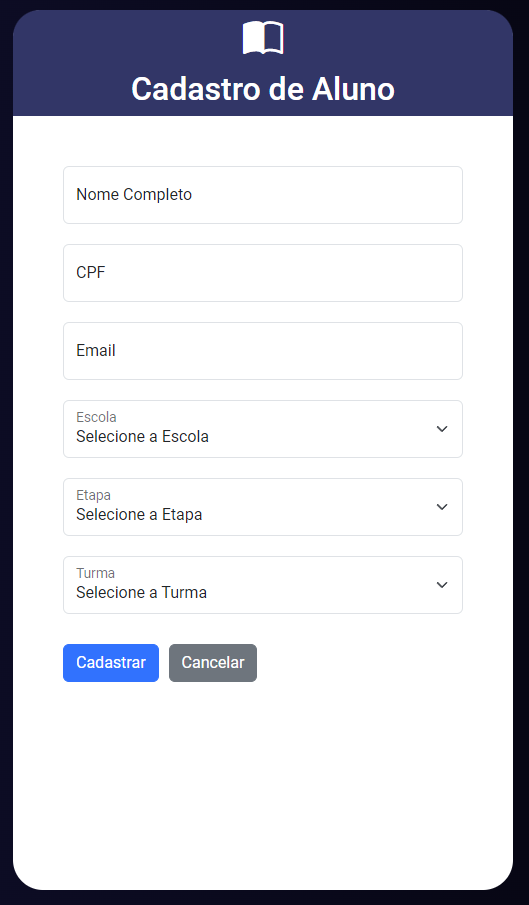 Cadastro de Aluno
Nome Completo
CPF
Email
Escola
Selecione a Escola
Etapa
Selecione a Etapa
Turma
Selecione a Turma
Cadastrar Cancelar